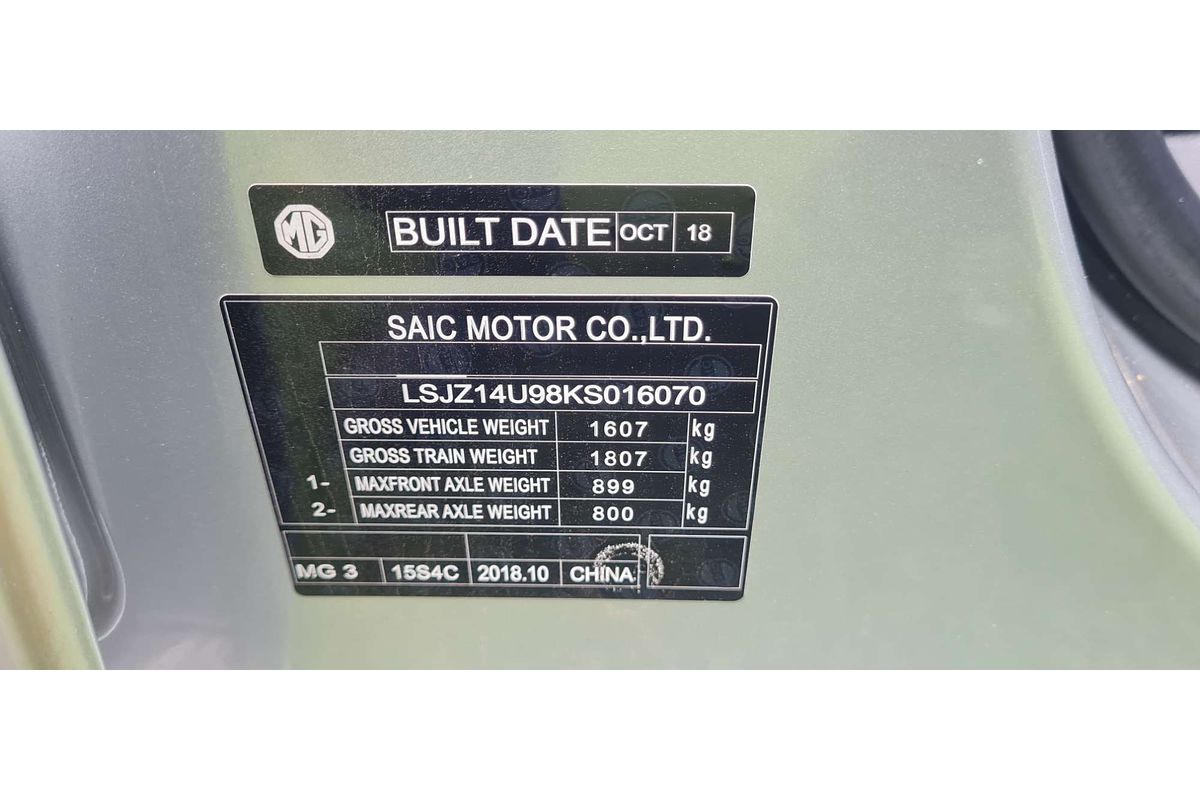 MG
BUILT DATE OCT 18
SAIC MOTOR CO.,LTD.
LSJZ14U98KS016070
GROSS VEHICLE WEIGHT 1607 kg
GROSS TRAIN WEIGHT 1807 kg
1- MAXFRONT AXLE WEIGHT 899 kg
2- MAXREAR AXLE WEIGHT 800 kg
MG 3 15S4C 2018.10 CHINA